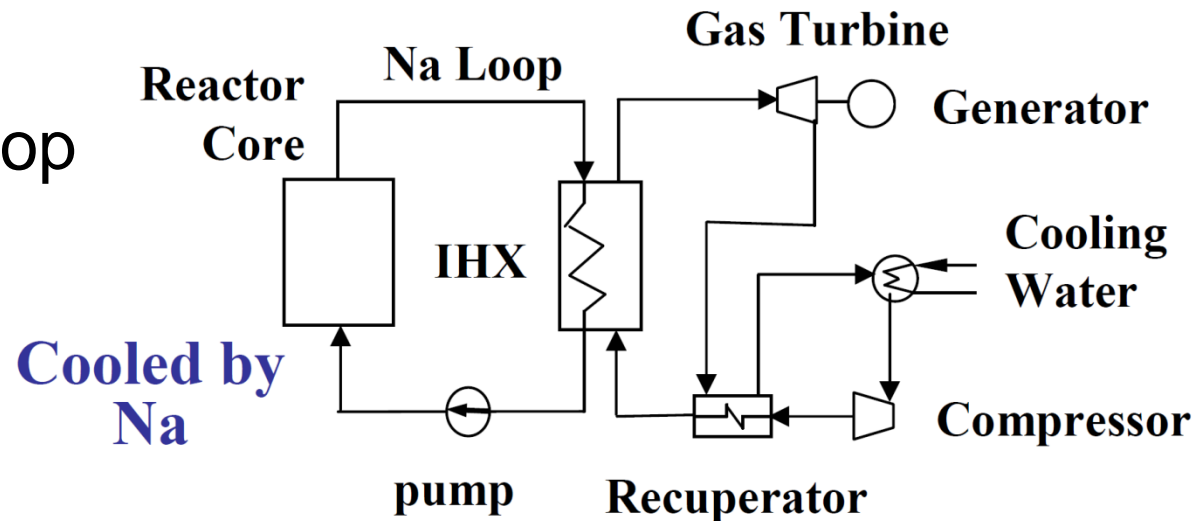 Gas Turbine
Na Loop
Reactor
Core
op
Generator
IHX
Cooling
Water
Cooled by
Na
Compressor
pump
Recuperator